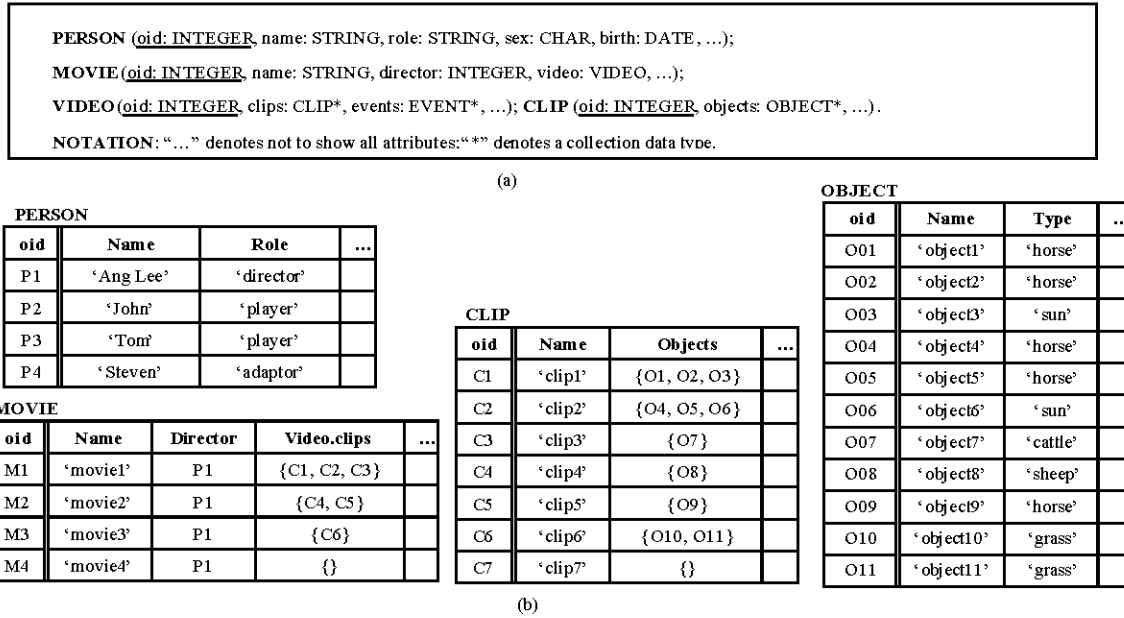 PERSON (oid: INTEGER, name: STRING, role: STRING, sex: CHAR, birth: DATE, …);
MOVIE (oid: INTEGER, name: STRING, director: INTEGER, video: VIDEO, …);
VIDEO (oid: INTEGER, clips: CLIP*, events: EVENT*, …); CLIP (oid: INTEGER, objects: OBJECT*, …).
NOTATION: “…” denotes not to show all attributes:“*” denotes a collection data type.
(a)
PERSON
oid Name Role …
P1 ‘Ang Lee’ ‘director’
P2 ‘John’ ‘player’
P3 ‘Tom’ ‘player’
P4 ‘Steven’ ‘adaptor’
MOVIE
oid Name Director Video.clips …
M1 ‘movie1’ P1 {C1, C2, C3}
M2 ‘movie2’ P1 {C4, C5}
M3 ‘movie3’ P1 {C6}
M4 ‘movie4’ P1 {}
CLIP
oid Name Objects …
C1 ‘clip1’ {O1, O2, O3}
C2 ‘clip2’ {O4, O5, O6}
C3 ‘clip3’ {O7}
C4 ‘clip4’ {O8}
C5 ‘clip5’ {O9}
C6 ‘clip6’ {O10, O11}
C7 ‘clip7’ {}
OBJECT
oid Name Type …
O01 ‘object1’ ‘horse’
O02 ‘object2’ ‘horse’
O03 ‘object3’ ‘sun’
O04 ‘object4’ ‘horse’
O05 ‘object5’ ‘horse’
O06 ‘object6’ ‘sun’
O07 ‘object7’ ‘cattle’
O08 ‘object8’ ‘sheep’
O09 ‘object9’ ‘horse’
O10 ‘object10’ ‘grass’
O11 ‘object11’ ‘grass’
(b)